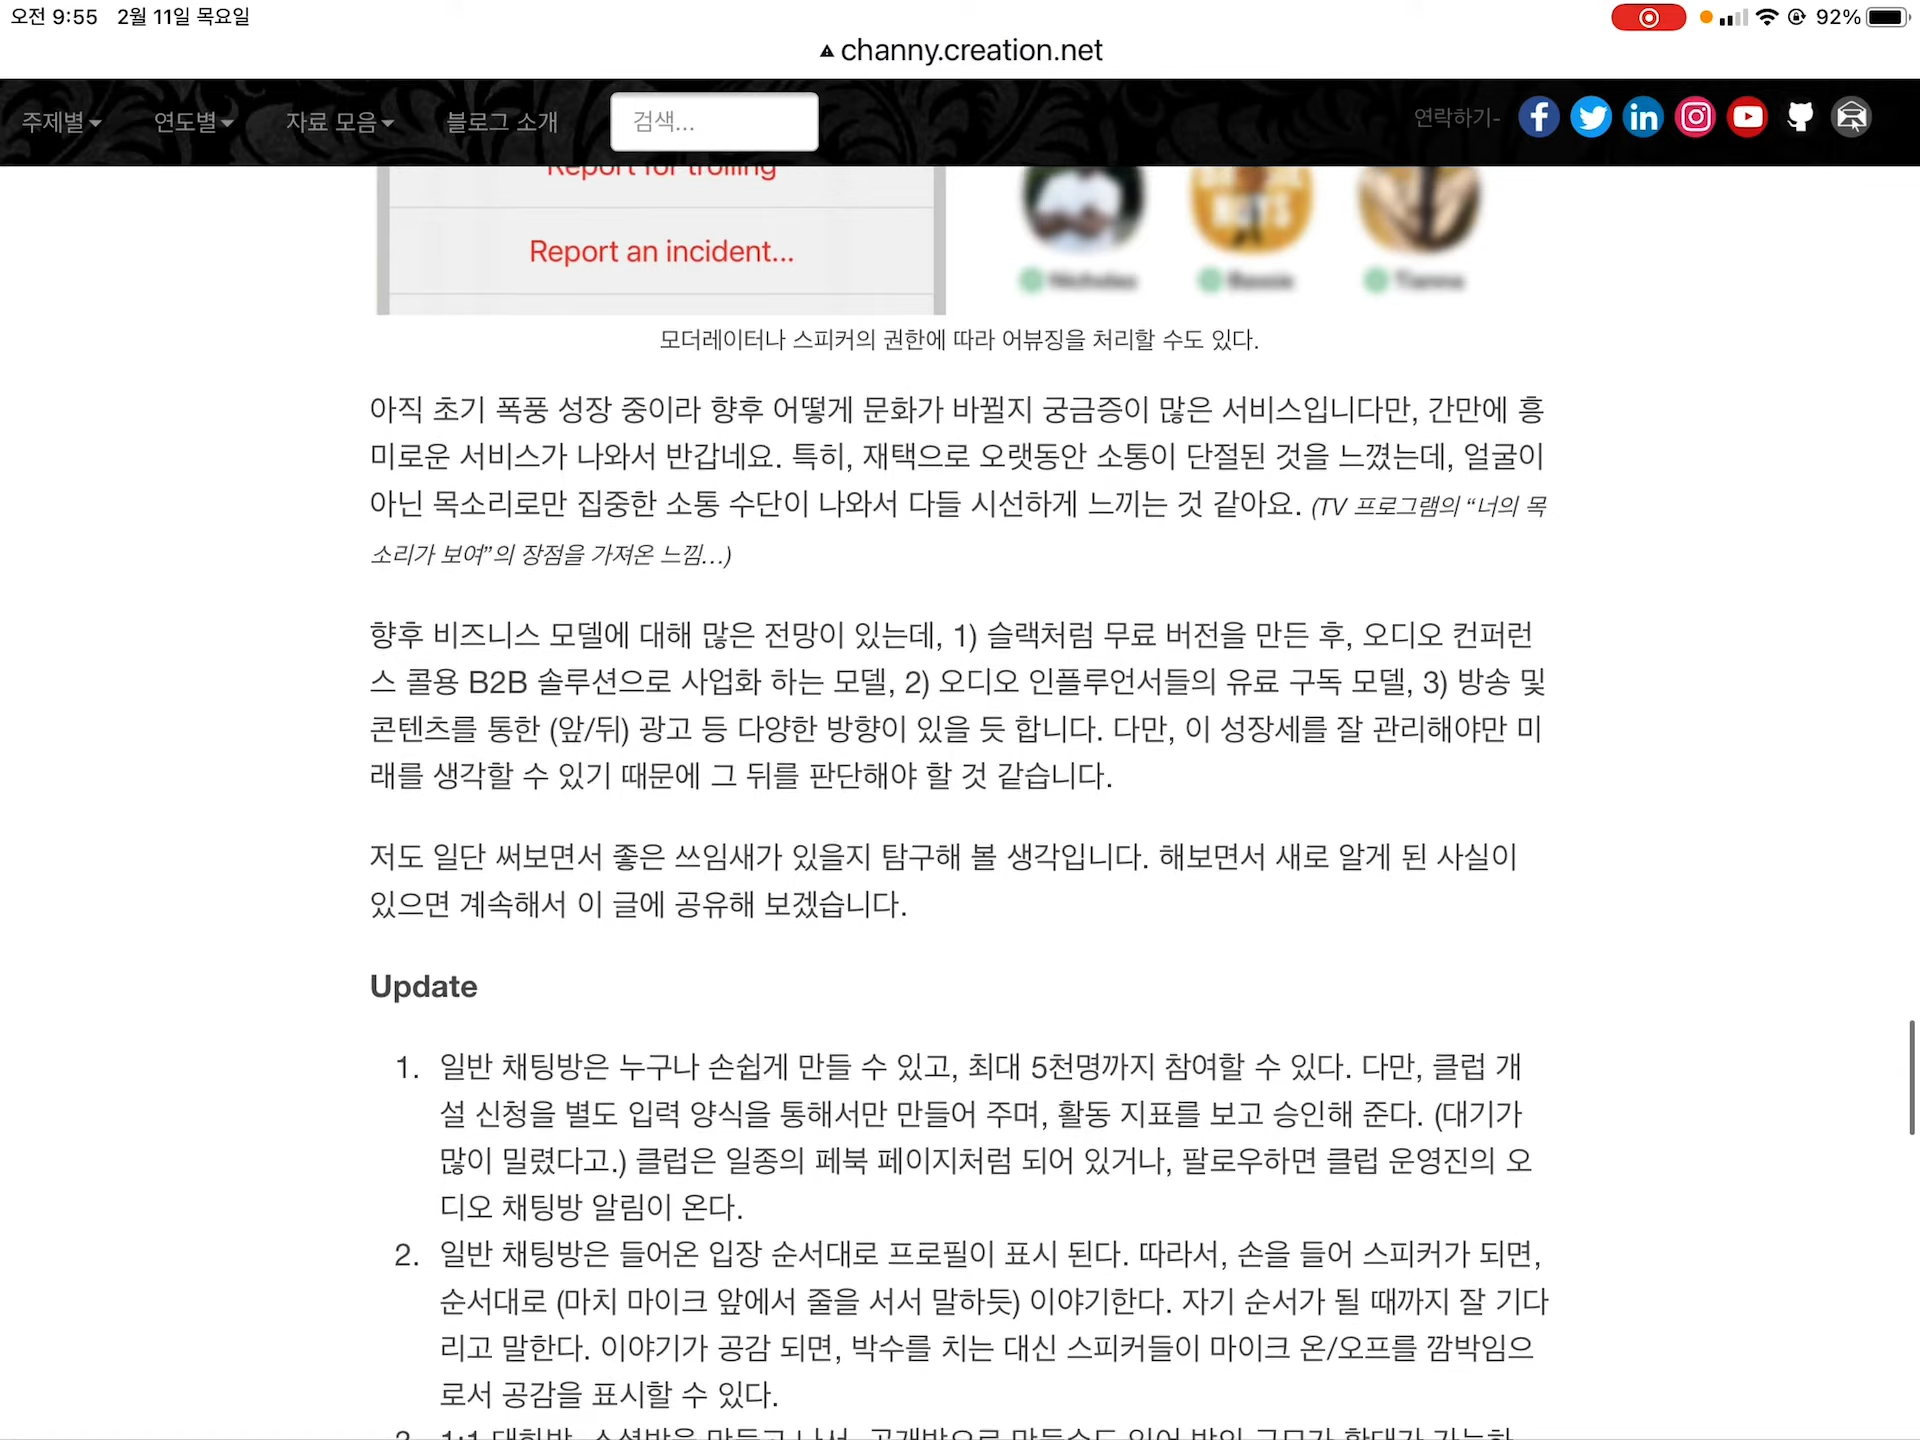 오전 9:55 2월 11일 목요일
92%
channy.creation.net
주제별 연도별 자료 모음 블로그 소개 검색... 연락하기-
Report for trolling
Report an incident...
모더레이터나 스피커의 권한에 따라 어뷰징을 처리할 수도 있다.
아직 초기 폭풍 성장 중이라 향후 어떻게 문화가 바뀔지 궁금증이 많은 서비스입니다만, 간만에 흥
미로운 서비스가 나와서 반갑네요. 특히, 재택으로 오랫동안 소통이 단절된 것을 느꼈는데, 얼굴이
아닌 목소리로만 집중한 소통 수단이 나와서 다들 시선하게 느끼는 것 같아요. (TV 프로그램의 “너의 목
소리가 보여”의 장점을 가져온 느낌...)
향후 비즈니스 모델에 대해 많은 전망이 있는데, 1) 슬랙처럼 무료 버전을 만든 후, 오디오 컨퍼런
스 콜용 B2B 솔루션으로 사업화 하는 모델, 2) 오디오 인플루언서들의 유료 구독 모델, 3) 방송 및
콘텐츠를 통한 (앞/뒤) 광고 등 다양한 방향이 있을 듯 합니다. 다만, 이 성장세를 잘 관리해야만 미
래를 생각할 수 있기 때문에 그 뒤를 판단해야 할 것 같습니다.
저도 일단 써보면서 좋은 쓰임새가 있을지 탐구해 볼 생각입니다. 해보면서 새로 알게 된 사실이
있으면 계속해서 이 글에 공유해 보겠습니다.
Update
1. 일반 채팅방은 누구나 손쉽게 만들 수 있고, 최대 5천명까지 참여할 수 있다. 다만, 클럽 개
설 신청을 별도 입력 양식을 통해서만 만들어 주며, 활동 지표를 보고 승인해 준다. (대기가
많이 밀렸다고.) 클럽은 일종의 페북 페이지처럼 되어 있거나, 팔로우하면 클럽 운영진의 오
디오 채팅방 알림이 온다.
2. 일반 채팅방은 들어온 입장 순서대로 프로필이 표시 된다. 따라서, 손을 들어 스피커가 되면,
순서대로 (마치 마이크 앞에서 줄을 서서 말하듯) 이야기한다. 자기 순서가 될 때까지 잘 기다
리고 말한다. 이야기가 공감 되면, 박수를 치는 대신 스피커들이 마이크 온/오프를 깜박임으
로서 공감을 표시할 수 있다.